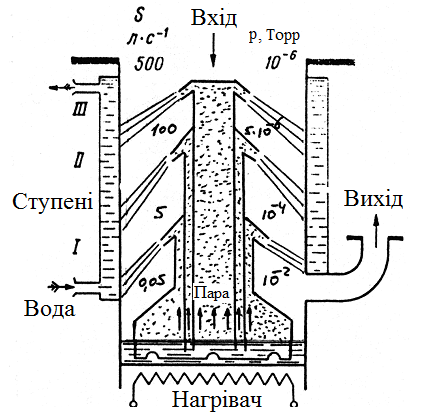 S
Вхід
p, Торр
л·с⁻¹
500
10⁻⁶
III
100
5·10⁻⁶
II
Ступені
5
10⁻⁴
Вихід
I
0,05
10⁻²
Пара
Вода
Нагрівач